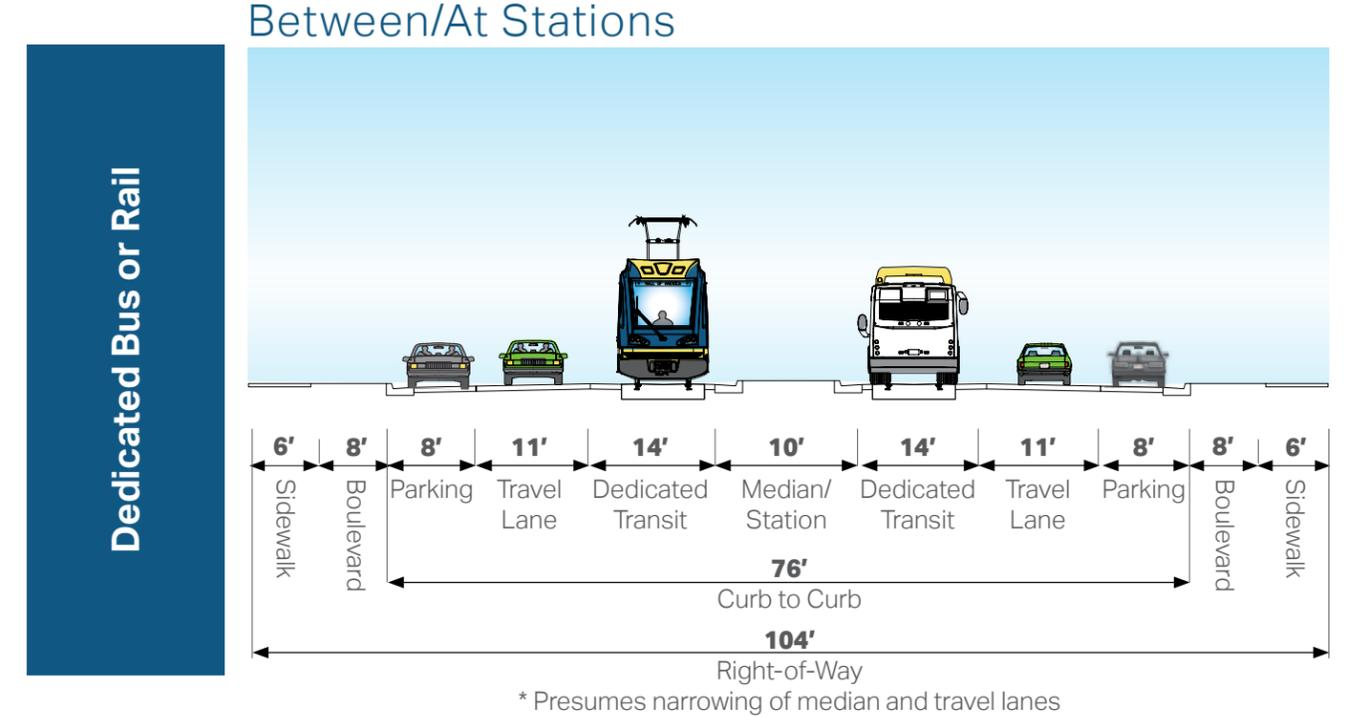 Between/At Stations
Dedicated Bus or Rail
6′ 8′ 8′ 11′ 14′ 10′ 14′ 11′ 8′ 8′ 6′
Sidewalk
Boulevard
Parking
Travel
Lane
Dedicated
Transit
Median/
Station
Dedicated
Transit
Travel
Lane
Parking
Boulevard
Sidewalk
76′
Curb to Curb
104′
Right-of-Way
* Presumes narrowing of median and travel lanes